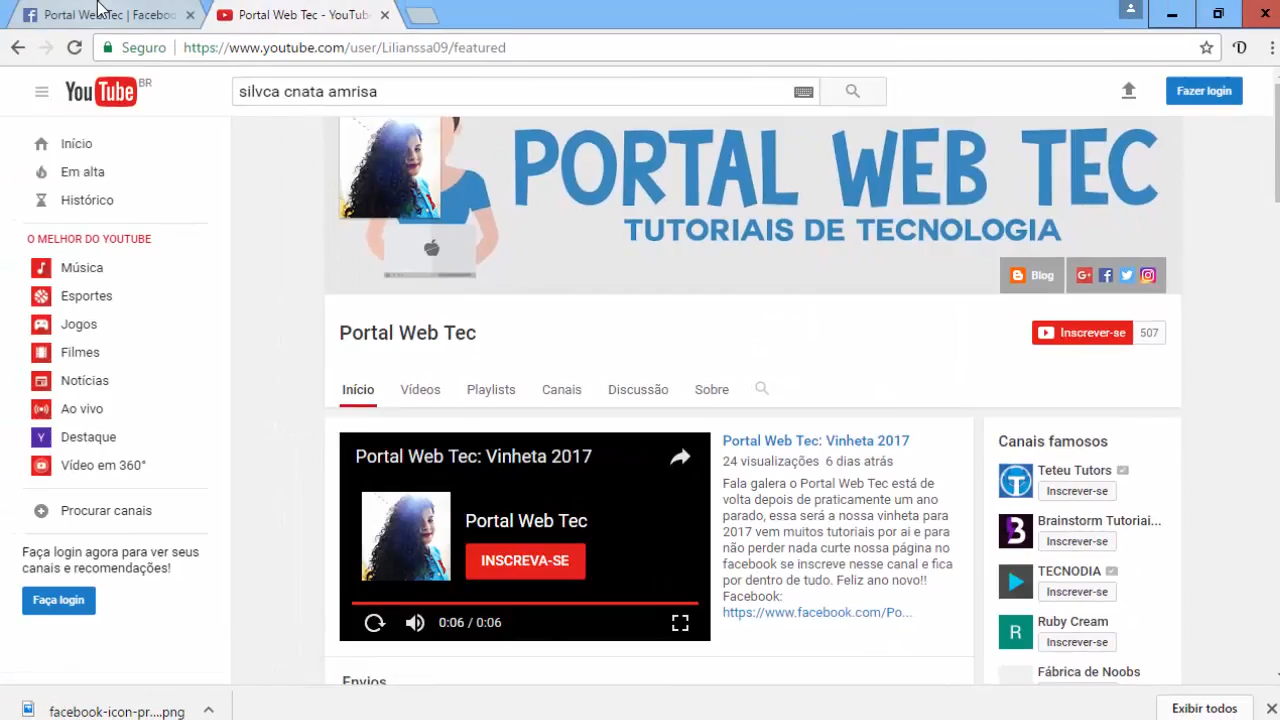 Portal WebTec | Facebo
Portal Web Tec - YouTu
Seguro
https://www.youtube.com/user/Lilianssa09/featured
YouTube BR
silvca cnata amrisa
Fazer login
Início
Em alta
Histórico
O MELHOR DO YOUTUBE
Música
Esportes
Jogos
Filmes
Notícias
Ao vivo
Destaque
Vídeo em 360°
Procurar canais
Faça login agora para ver seus
canais e recomendações!
Faça login
PORTAL WEB TEC
TUTORIAIS DE TECNOLOGIA
Blog
Portal Web Tec
Inscrever-se 507
Início Vídeos Playlists Canais Discussão Sobre
Portal Web Tec: Vinheta 2017
Portal Web Tec
INSCREVA-SE
0:06 / 0:06
Portal Web Tec: Vinheta 2017
24 visualizações 6 dias atrás
Fala galera o Portal Web Tec está de
volta depois de praticamente um ano
parado, essa será a nossa vinheta para
2017 vem muitos tutoriais por ai e para
não perder nada curte nossa página no
facebook se inscreve nesse canal e fica
por dentro de tudo. Feliz ano novo!!
Facebook:
https://www.facebook.com/Po...
Envios
Canais famosos
Teteu Tutors
Inscrever-se
Brainstorm Tutoriai...
Inscrever-se
TECNODIA
Inscrever-se
R
Ruby Cream
Inscrever-se
Fábrica de Noobs
facebook-icon-pr....png
Exibir todos